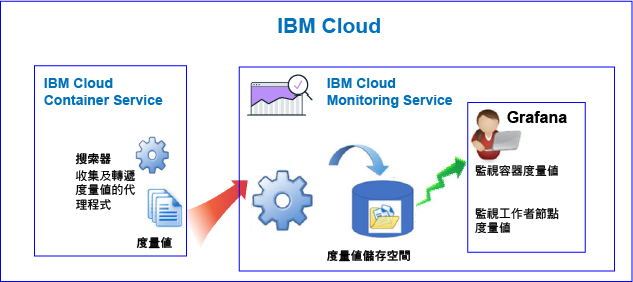 IBM Cloud
IBM Cloud
Container Service
搜索器
收集及轉遞
度量值的代
理程式
度量值
IBM Cloud
Monitoring Service
度量值儲存空間
Grafana
監視容器度量值
監視工作者節點
度量值